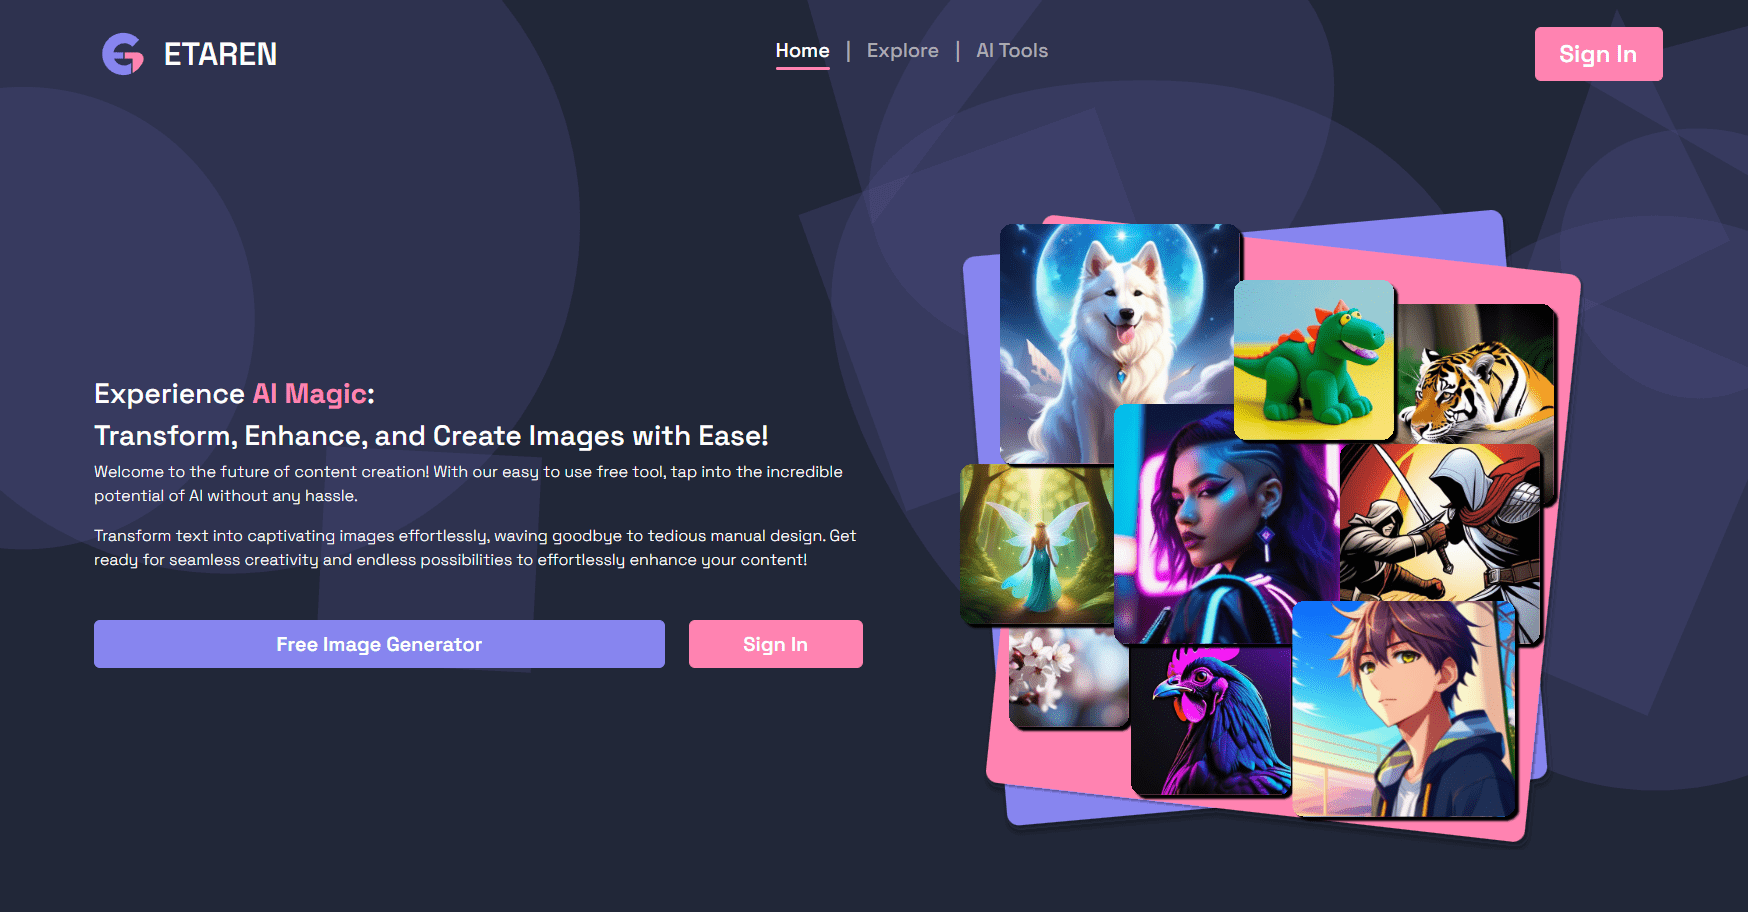 ETAREN
Home | Explore | AI Tools
Sign In
Experience AI Magic:
Transform, Enhance, and Create Images with Ease!
Welcome to the future of content creation! With our easy to use free tool, tap into the incredible
potential of AI without any hassle.
Transform text into captivating images effortlessly, waving goodbye to tedious manual design. Get
ready for seamless creativity and endless possibilities to effortlessly enhance your content!
Free Image Generator
Sign In